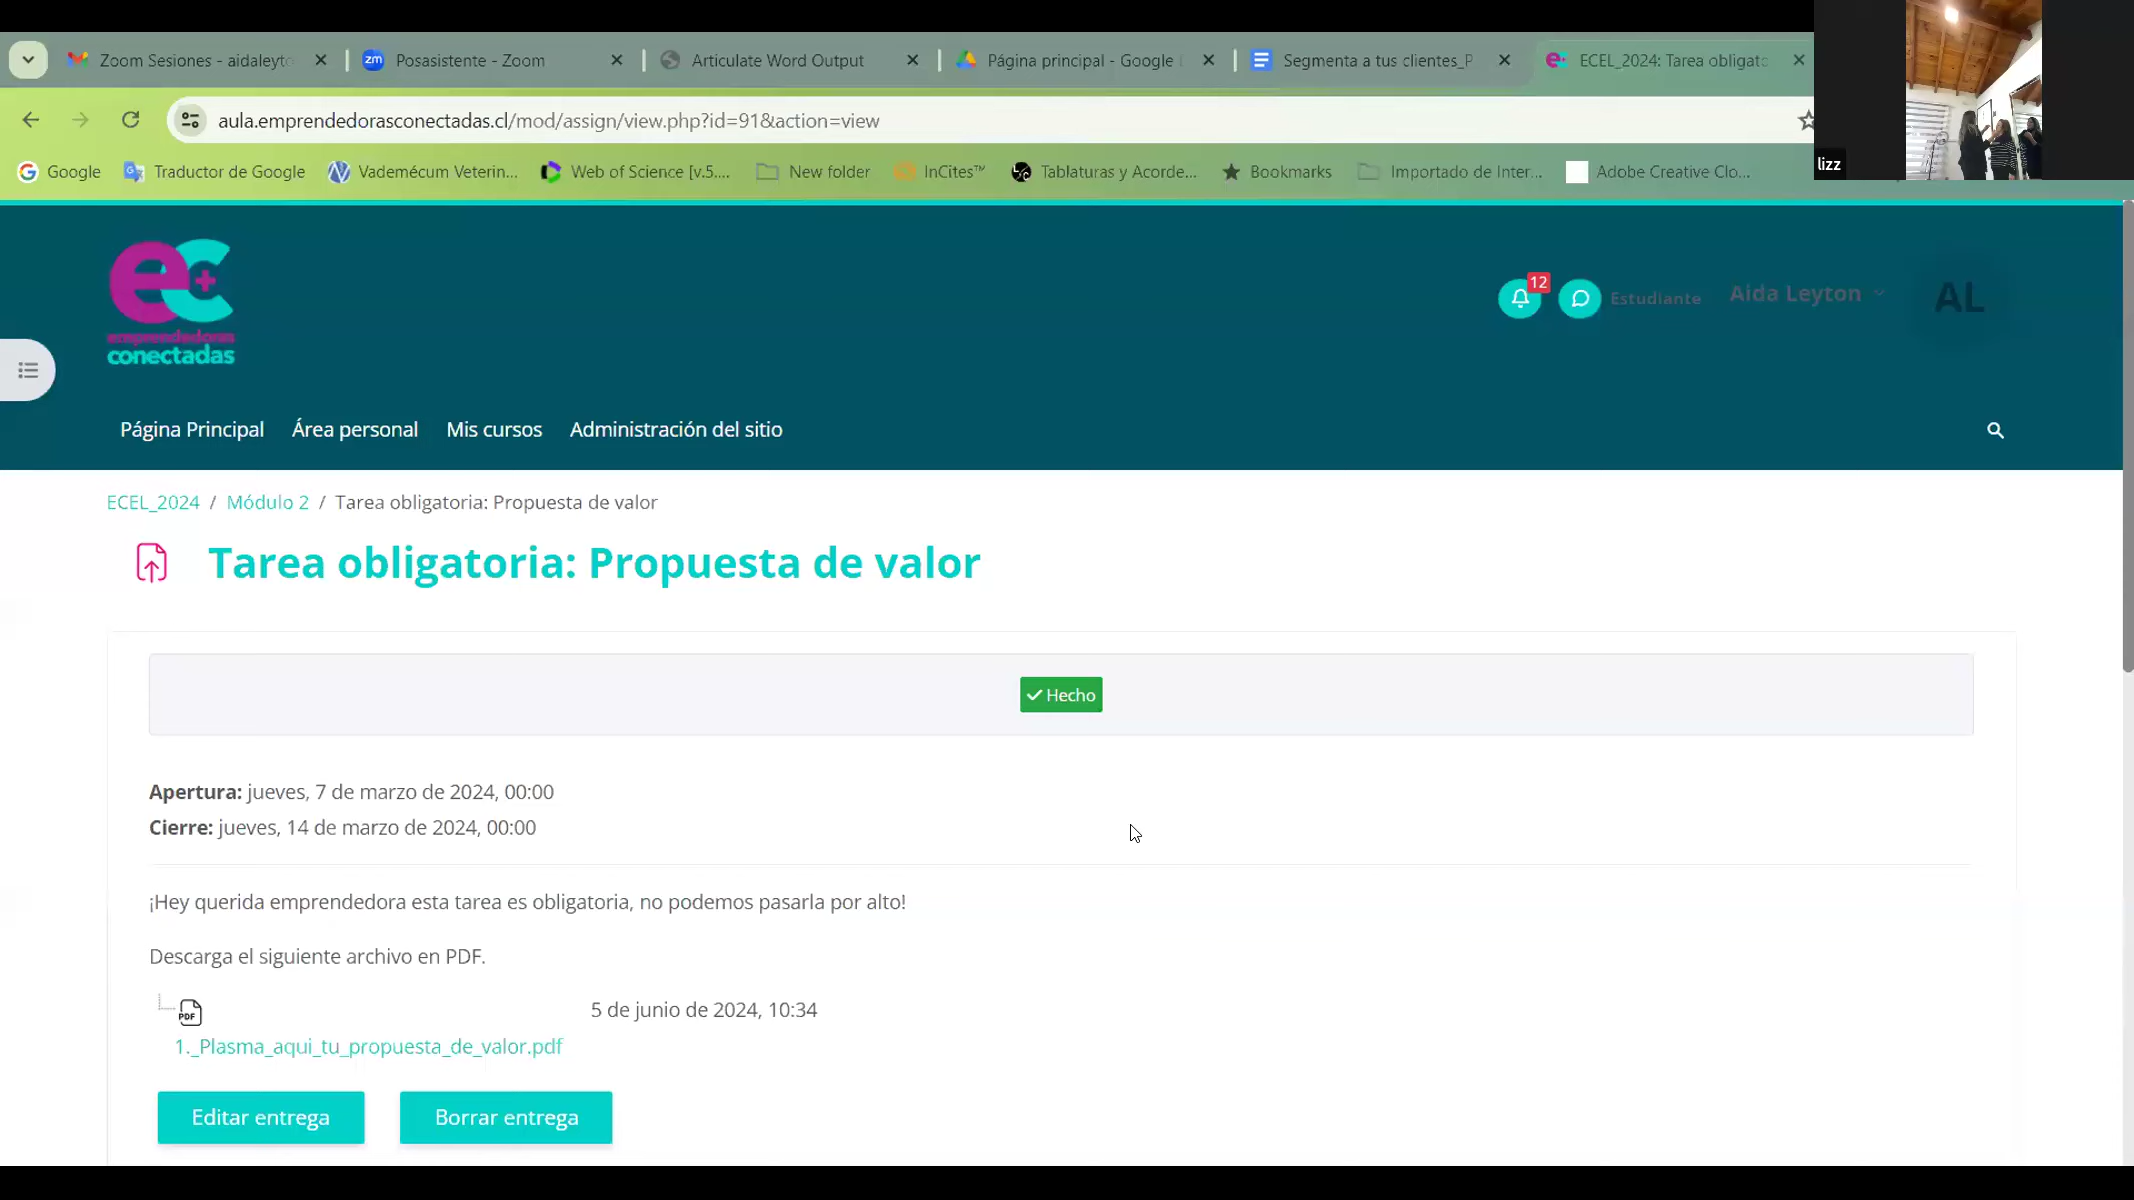 Zoom Sesiones - aidaleyto
Posasistente - Zoom
Articulate Word Output
Página principal - Google
Segmenta a tus clientes_P
ECEL_2024: Tarea obligato
aula.emprendedorasconectadas.cl/mod/assign/view.php?id=91&action=view
Google
Traductor de Google
Vademécum Veterin...
Web of Science [v.5....
New folder
InCites™
Tablaturas y Acorde...
Bookmarks
Importado de Inter...
Adobe Creative Clo...
lizz
ec+
emprendedoras
conectadas
12
Estudiante
Aida Leyton
AL
Página Principal
Área personal
Mis cursos
Administración del sitio
ECEL_2024 / Módulo 2 / Tarea obligatoria: Propuesta de valor
Tarea obligatoria: Propuesta de valor
Hecho
Apertura: jueves, 7 de marzo de 2024, 00:00
Cierre: jueves, 14 de marzo de 2024, 00:00
¡Hey querida emprendedora esta tarea es obligatoria, no podemos pasarla por alto!
Descarga el siguiente archivo en PDF.
PDF
5 de junio de 2024, 10:34
1._Plasma_aqui_tu_propuesta_de_valor.pdf
Editar entrega
Borrar entrega